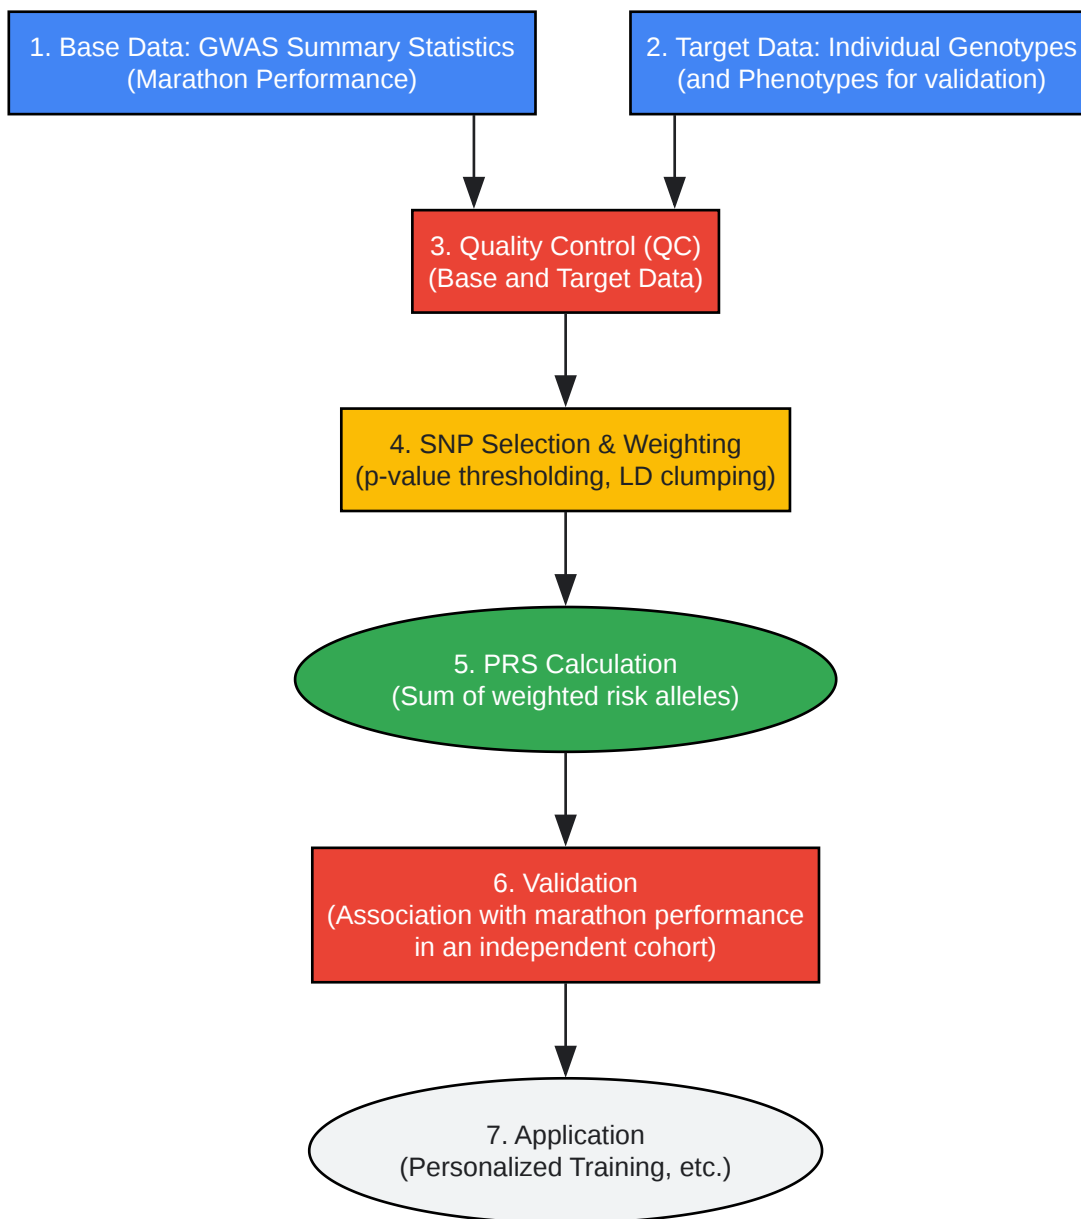 1. Base Data: GWAS Summary Statistics
(Marathon Performance)
2. Target Data: Individual Genotypes
(and Phenotypes for validation)
3. Quality Control (QC)
(Base and Target Data)
4. SNP Selection & Weighting
(p-value thresholding, LD clumping)
5. PRS Calculation
(Sum of weighted risk alleles)
6. Validation
(Association with marathon performance
in an independent cohort)
7. Application
(Personalized Training, etc.)